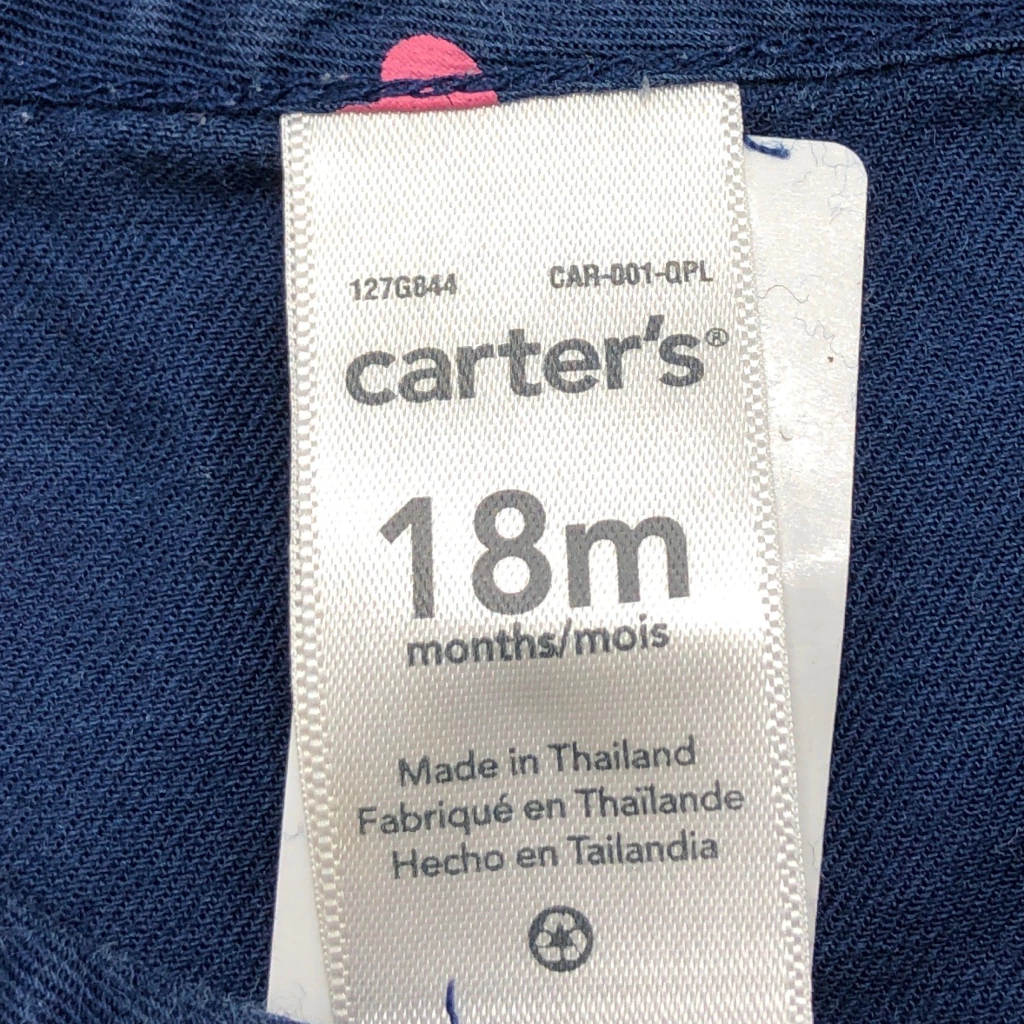 127G844 CAR-001-QPL
carter's®
18m
months/mois
Made in Thailand
Fabriqué en Thaïlande
Hecho en Tailandia